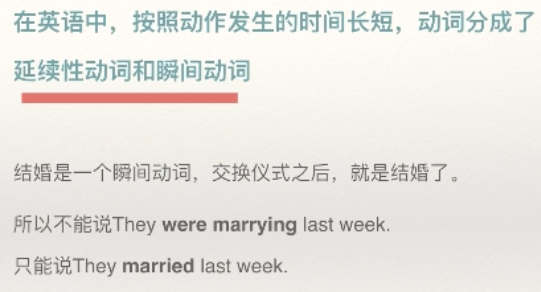 在英语中，按照动作发生的时间长短，动词分成了
延续性动词和瞬间动词
结婚是一个瞬间动词，交换仪式之后，就是结婚了。
所以不能说They were marrying last week.
只能说They married last week.